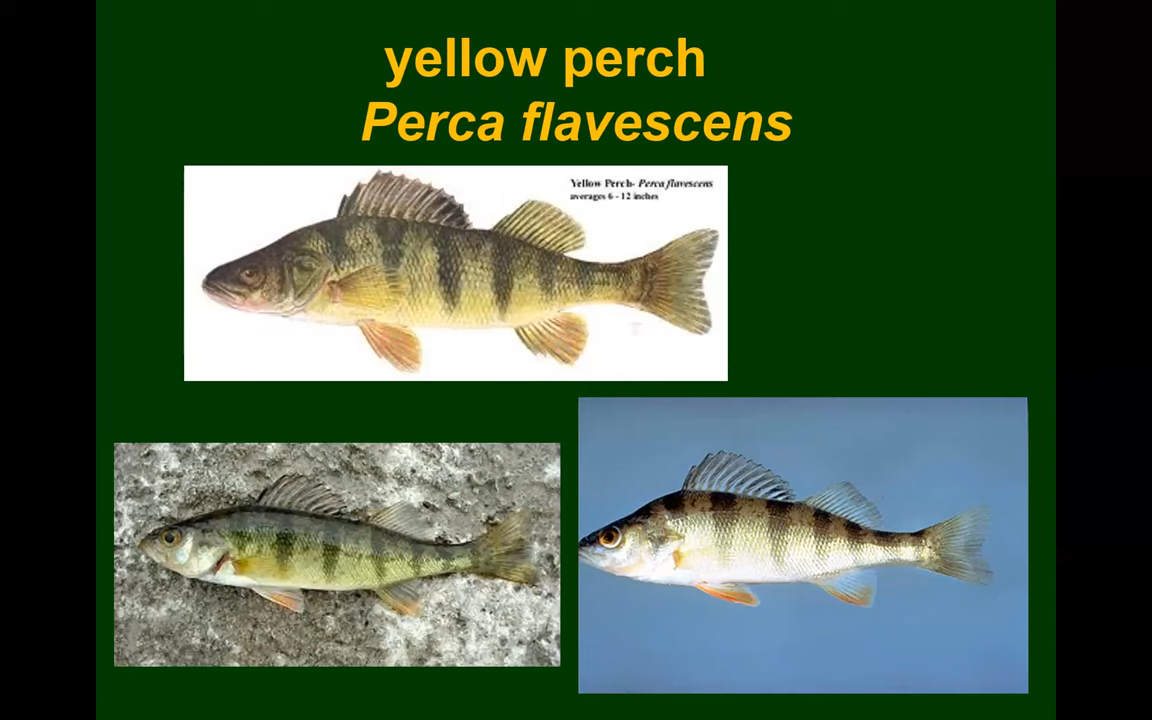 yellow perch
Perca flavescens
Yellow Perch- Perca flavescens
averages 6 - 12 inches